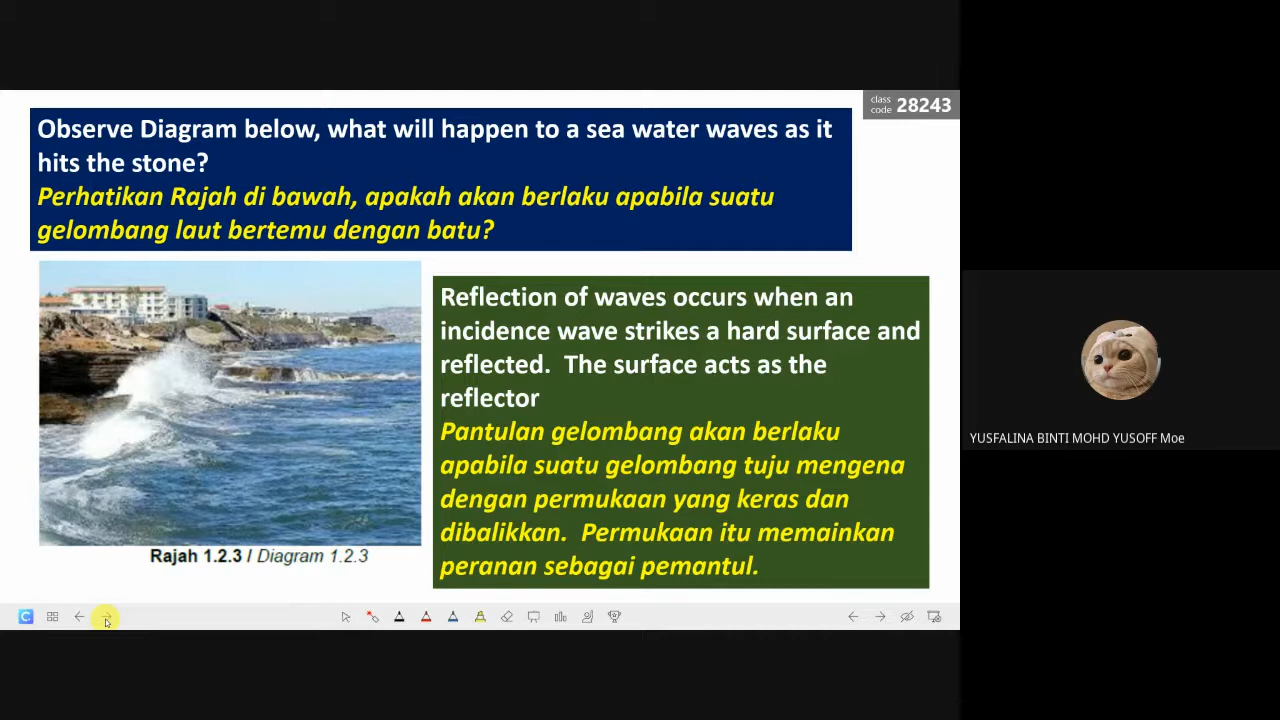 class
code 28243
Observe Diagram below, what will happen to a sea water waves as it
hits the stone?
Perhatikan Rajah di bawah, apakah akan berlaku apabila suatu
gelombang laut bertemu dengan batu?
Reflection of waves occurs when an
incidence wave strikes a hard surface and
reflected.  The surface acts as the
reflector
Pantulan gelombang akan berlaku
apabila suatu gelombang tuju mengena
dengan permukaan yang keras dan
dibalikkan.  Permukaan itu memainkan
peranan sebagai pemantul.
Rajah 1.2.3 / Diagram 1.2.3
YUSFALINA BINTI MOHD YUSOFF Moe